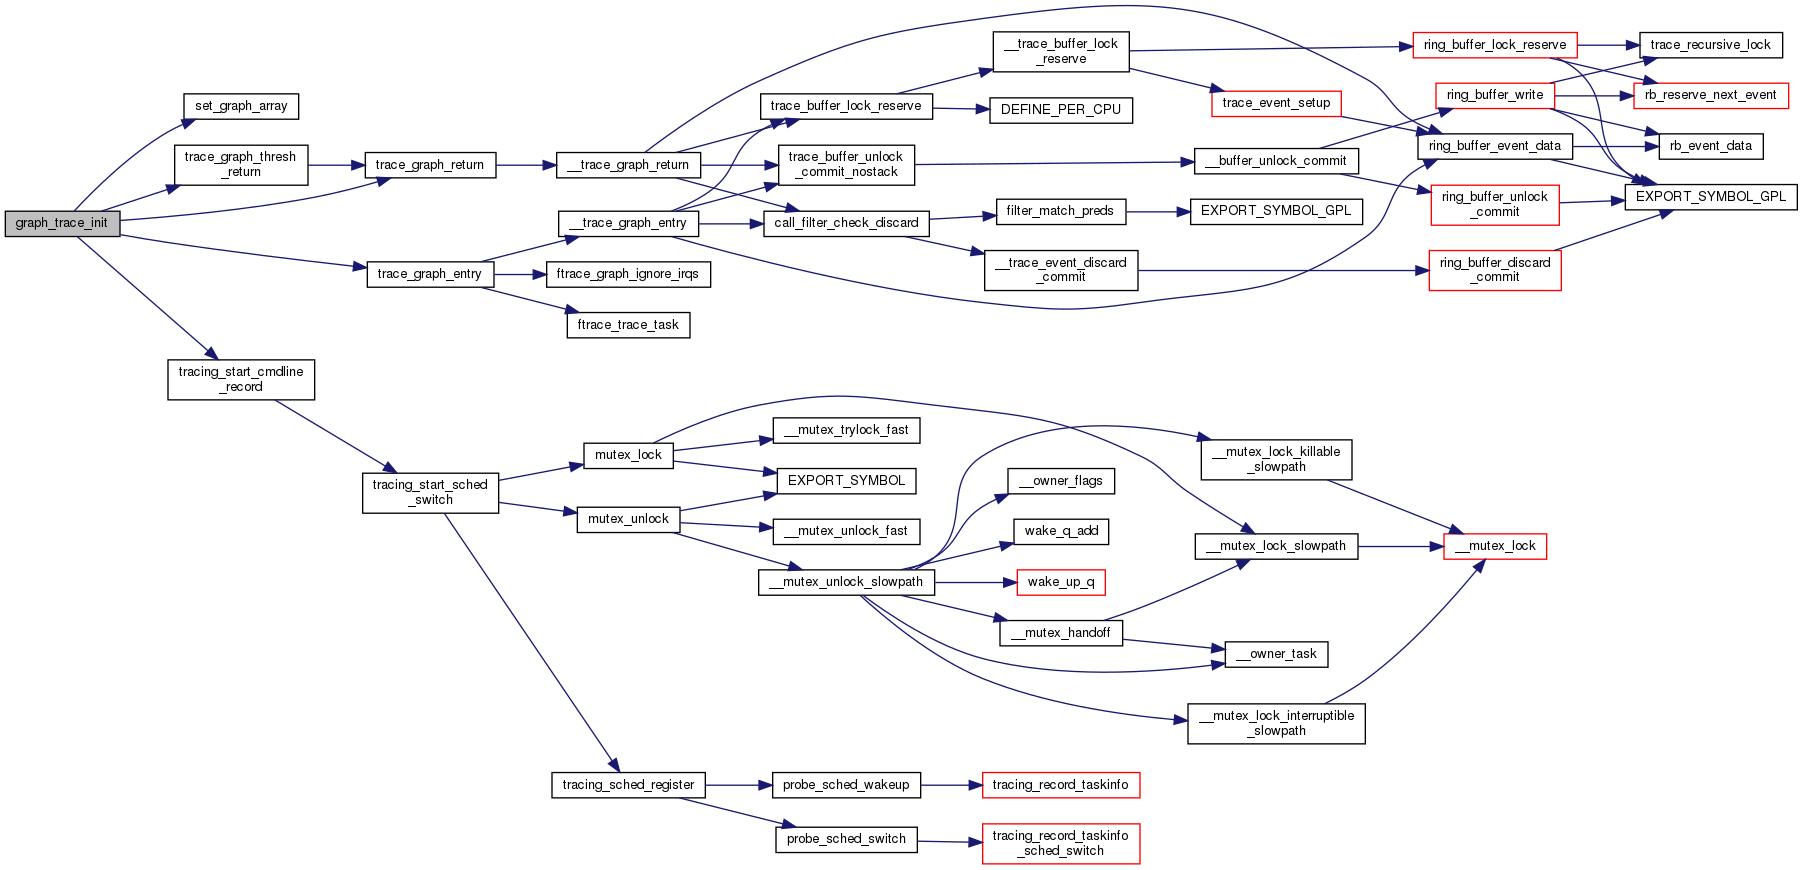 graph_trace_init
set_graph_array
trace_graph_thresh
_return
trace_graph_return
trace_graph_entry
tracing_start_cmdline
_record
__trace_graph_return
__trace_graph_entry
ftrace_graph_ignore_irqs
ftrace_trace_task
trace_buffer_lock_reserve
trace_buffer_unlock
_commit_nostack
call_filter_check_discard
__trace_buffer_lock
_reserve
DEFINE_PER_CPU
filter_match_preds
__trace_event_discard
_commit
trace_event_setup
__buffer_unlock_commit
EXPORT_SYMBOL_GPL
ring_buffer_lock_reserve
ring_buffer_write
ring_buffer_event_data
ring_buffer_unlock
_commit
ring_buffer_discard
_commit
trace_recursive_lock
rb_reserve_next_event
rb_event_data
EXPORT_SYMBOL_GPL
tracing_start_sched
_switch
mutex_lock
mutex_unlock
__mutex_trylock_fast
EXPORT_SYMBOL
__mutex_unlock_fast
__mutex_unlock_slowpath
__owner_flags
wake_q_add
wake_up_q
__mutex_handoff
__mutex_lock_killable
_slowpath
__mutex_lock_slowpath
__owner_task
__mutex_lock_interruptible
_slowpath
__mutex_lock
tracing_sched_register
probe_sched_wakeup
probe_sched_switch
tracing_record_taskinfo
tracing_record_taskinfo
_sched_switch